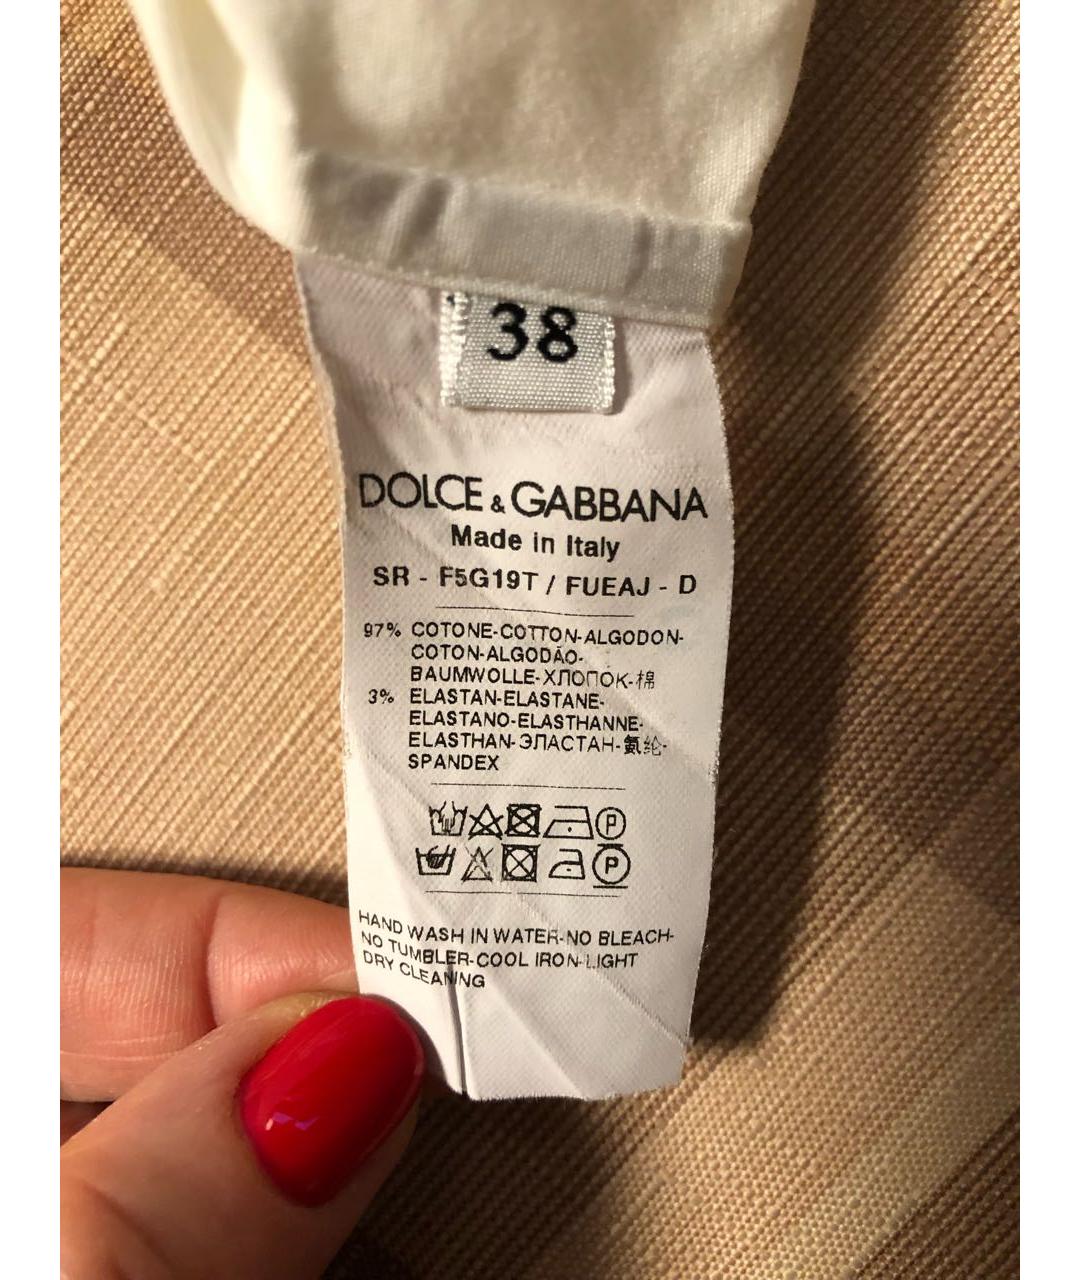 38
DOLCE & GABBANA
Made in Italy
SR - F5G19T / FUEAJ - D
97% COTONE-COTTON-ALGODON-
COTON-ALGODÃO-
BAUMWOLLE-ХЛОПОК-棉
3% ELASTAN-ELASTANE-
ELASTANO-ELASTHANNE-
ELASTHAN-ЭЛАСТАН-氨纶-
SPANDEX
P
P
HAND WASH IN WATER-NO BLEACH-
NO TUMBLER-COOL IRON-LIGHT
DRY CLEANING